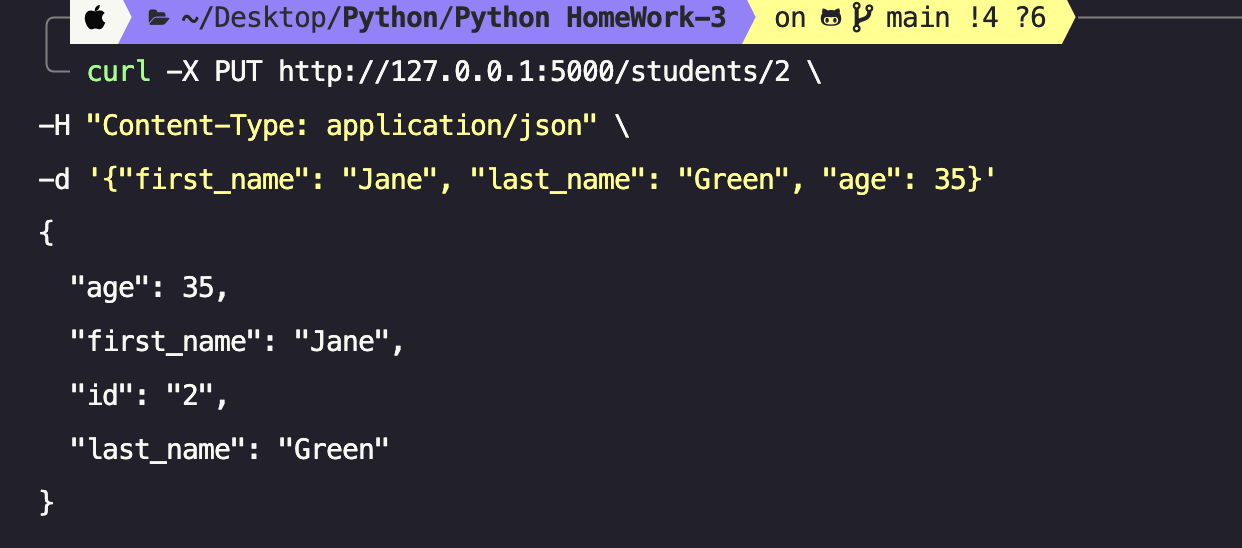 ~/Desktop/Python/Python HomeWork-3 on main !4 ?6
curl -X PUT http://127.0.0.1:5000/students/2 \
-H "Content-Type: application/json" \
-d '{"first_name": "Jane", "last_name": "Green", "age": 35}'
{
  "age": 35,
  "first_name": "Jane",
  "id": "2",
  "last_name": "Green"
}